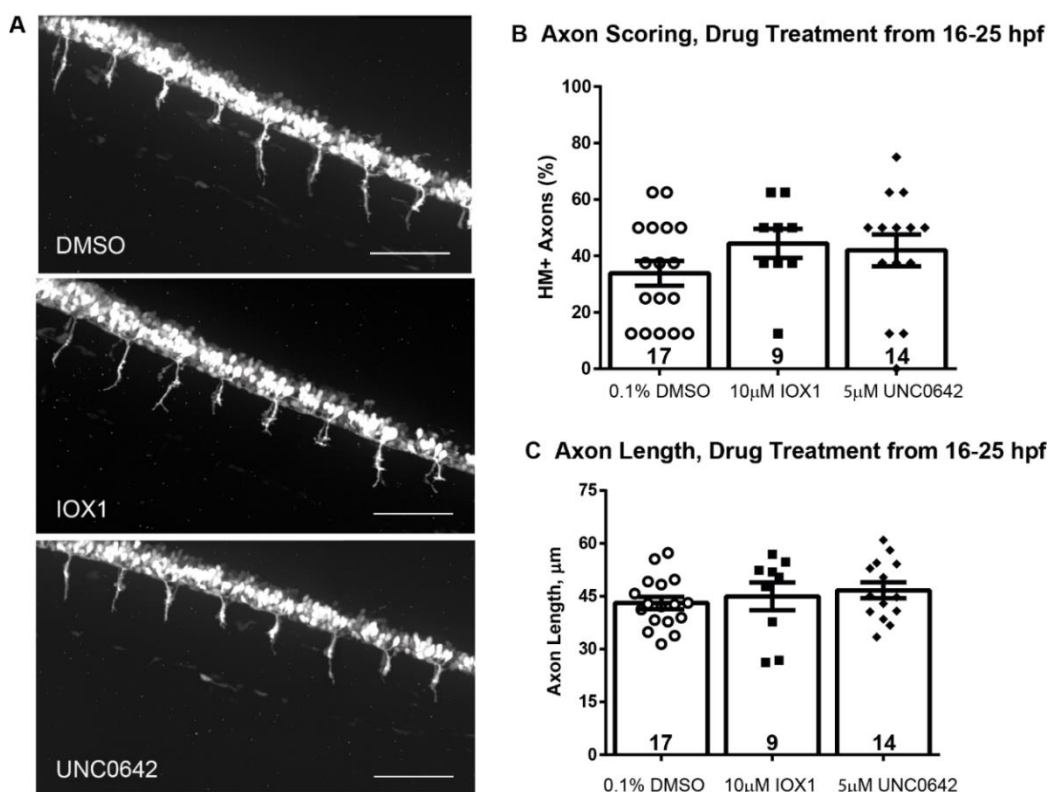 A
DMSO
IOX1
UNC0642
B Axon Scoring, Drug Treatment from 16-25 hpf
HM+ Axons (%)
100
80
60
40
20
0
17
9
14
0.1% DMSO
10µM IOX1
5µM UNC0642
C Axon Length, Drug Treatment from 16-25 hpf
Axon Length, µm
75
60
45
30
15
0
17
9
14
0.1% DMSO
10µM IOX1
5µM UNC0642